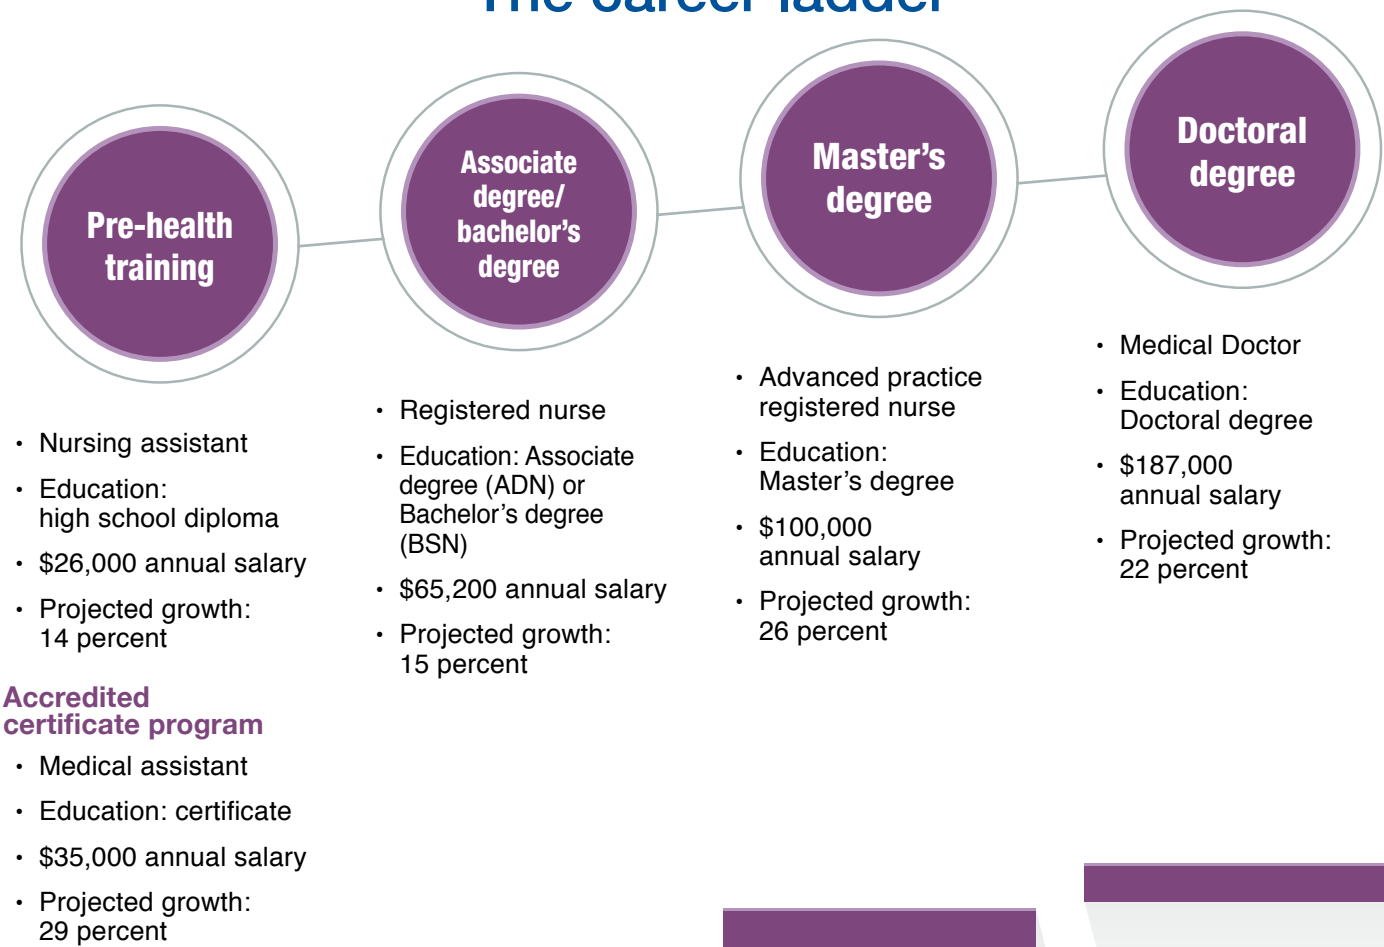 The career ladder
Pre-health
training
Associate
degree/
bachelor's
degree
Master's
degree
Doctoral
degree
• Nursing assistant
• Education:
high school diploma
• $26,000 annual salary
• Projected growth:
14 percent
Accredited
certificate program
• Medical assistant
• Education: certificate
• $35,000 annual salary
• Projected growth:
29 percent
• Registered nurse
• Education: Associate
degree (ADN) or
Bachelor's degree
(BSN)
• $65,200 annual salary
• Projected growth:
15 percent
• Advanced practice
registered nurse
• Education:
Master's degree
• $100,000
annual salary
• Projected growth:
26 percent
• Medical Doctor
• Education:
Doctoral degree
• $187,000
annual salary
• Projected growth:
22 percent